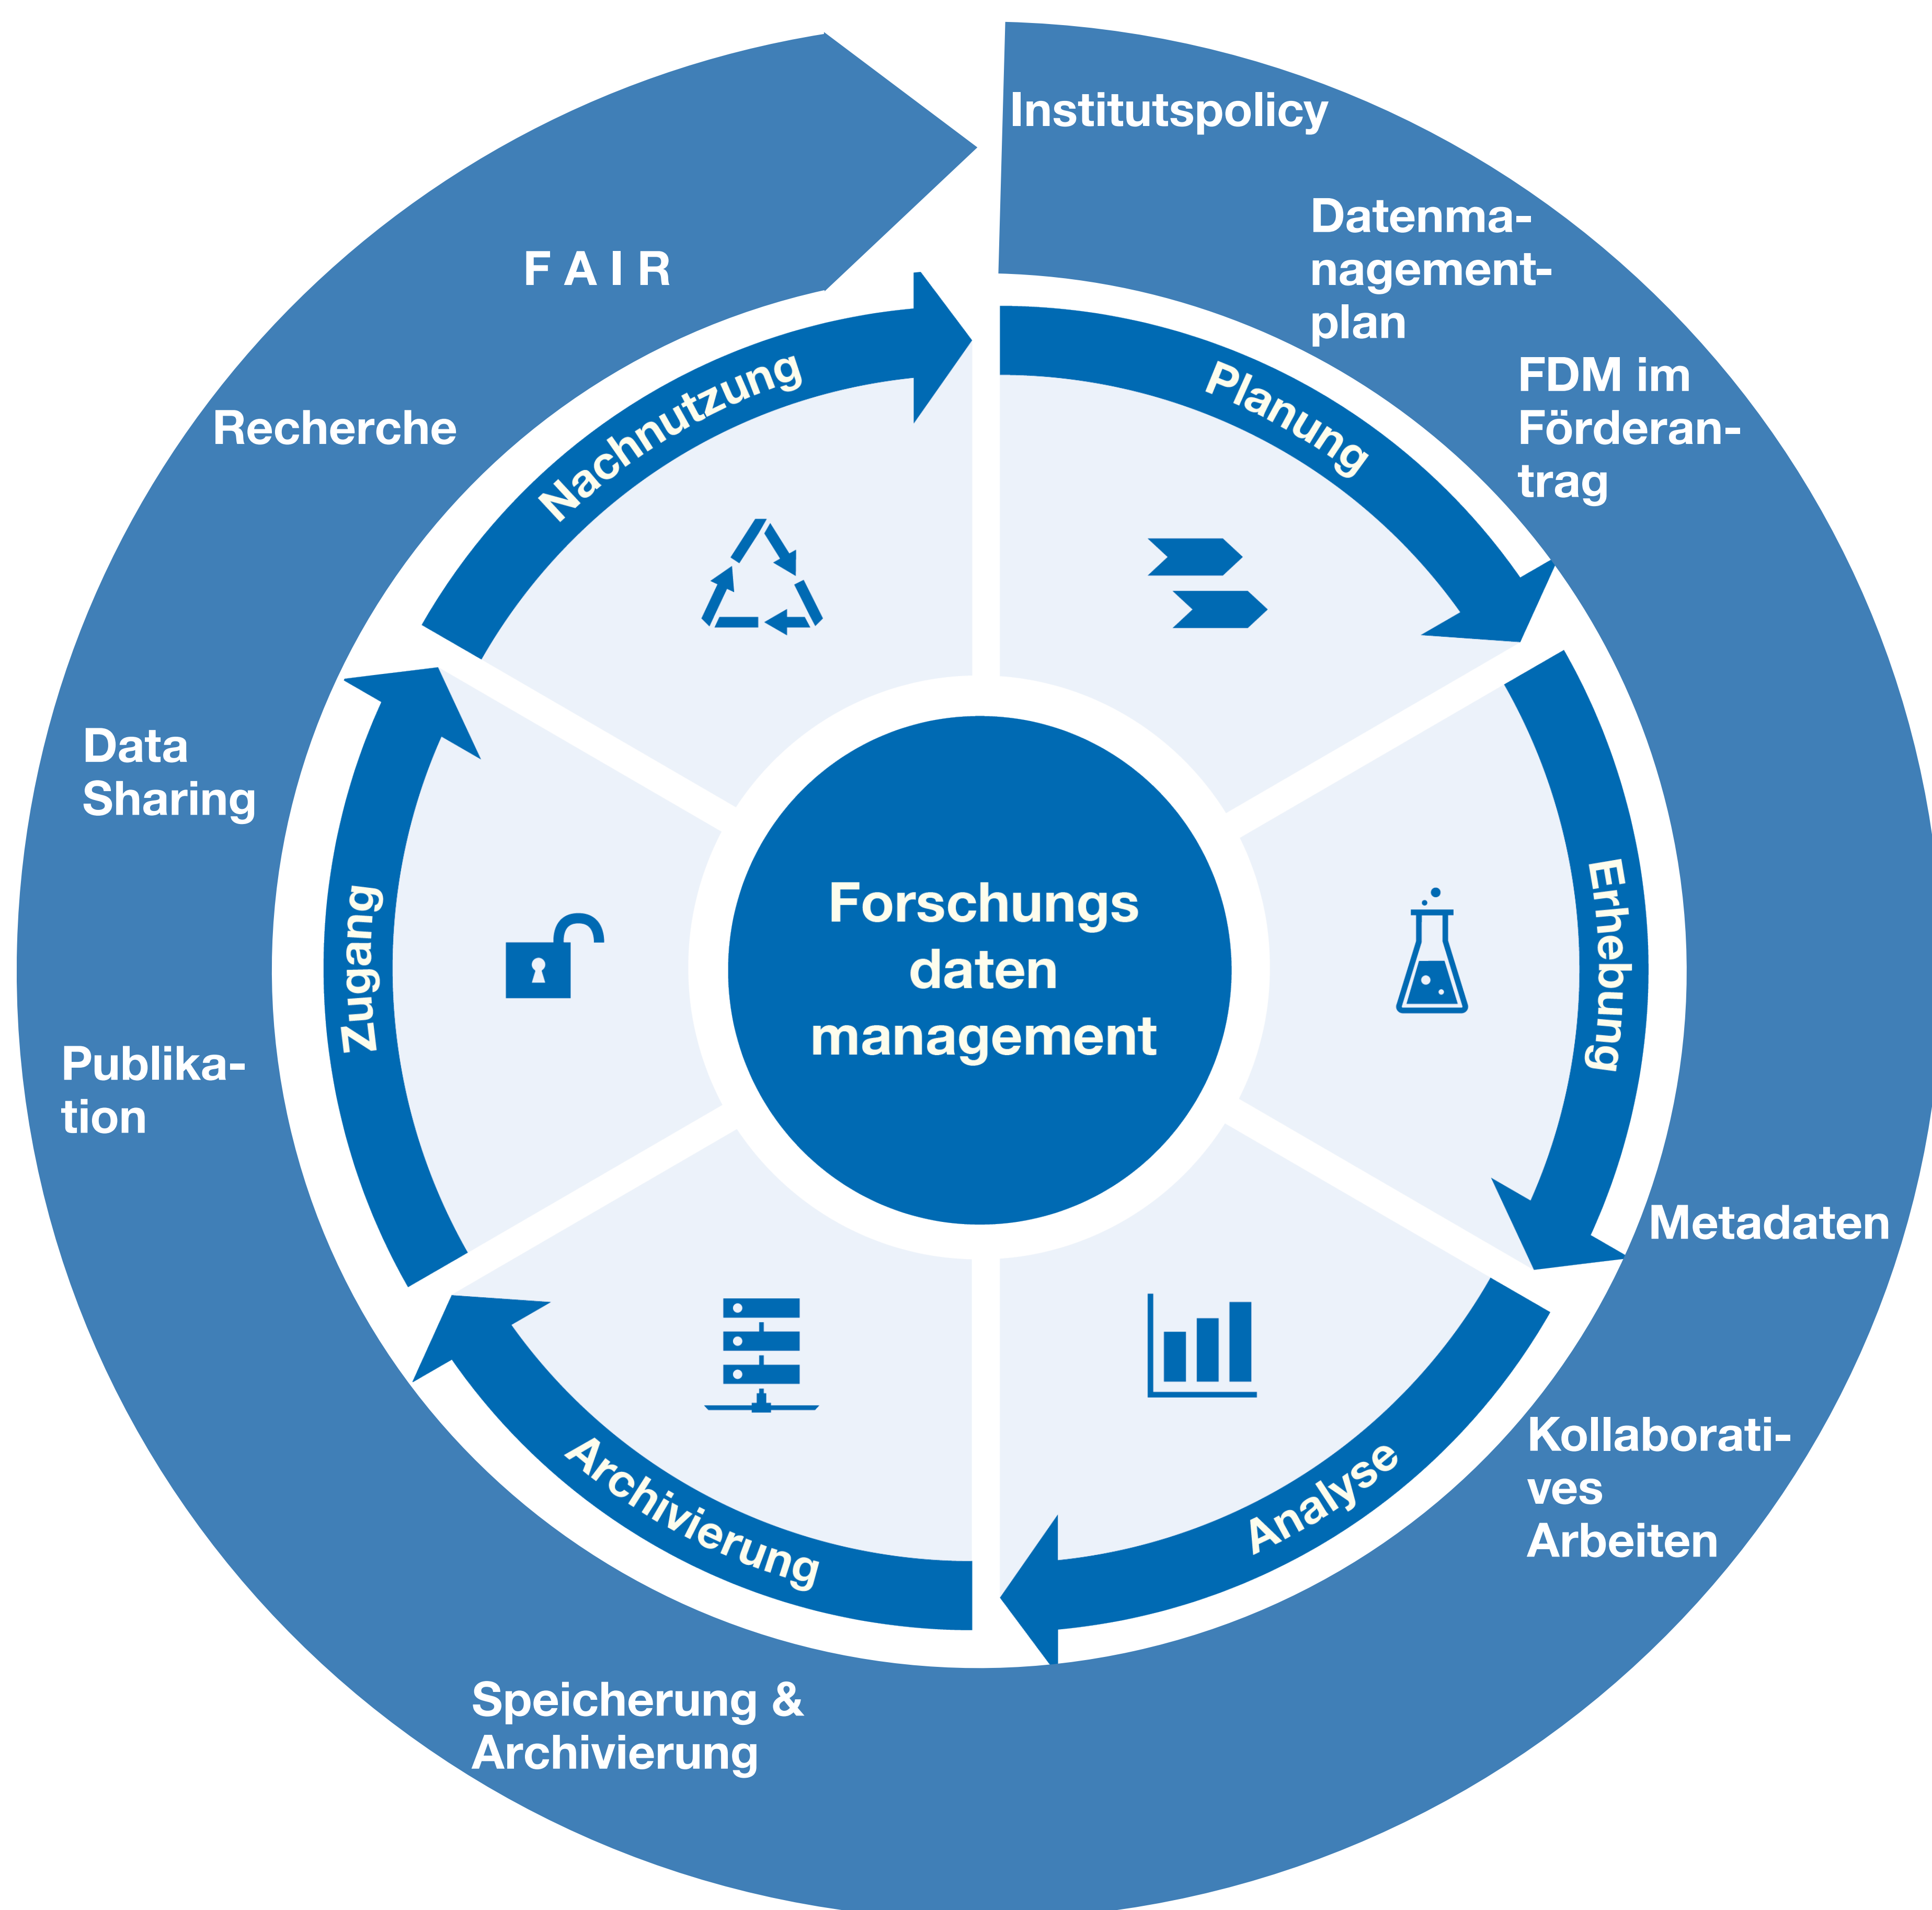 Institutspolicy
Datenma-
nagement-
plan
FDM im
Förderan-
trag
Metadaten
Kollaborati-
ves
Arbeiten
Speicherung &
Archivierung
Publika-
tion
Data
Sharing
Recherche
F A I R
Planung
Erhebung
Analyse
Archivierung
Zugang
Nachnutzung
Forschungs
daten
management